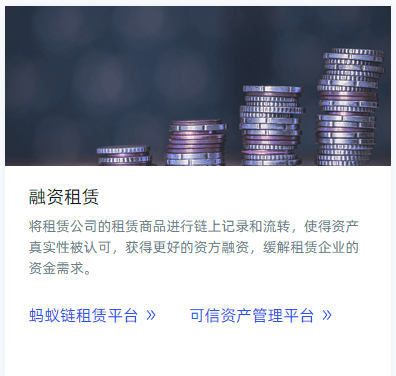 融资租赁
将租赁公司的租赁商品进行链上记录和流转，使得资产
真实性被认可，获得更好的资方融资，缓解租赁企业的
资金需求。
蚂蚁链租赁平台 » 可信资产管理平台 »